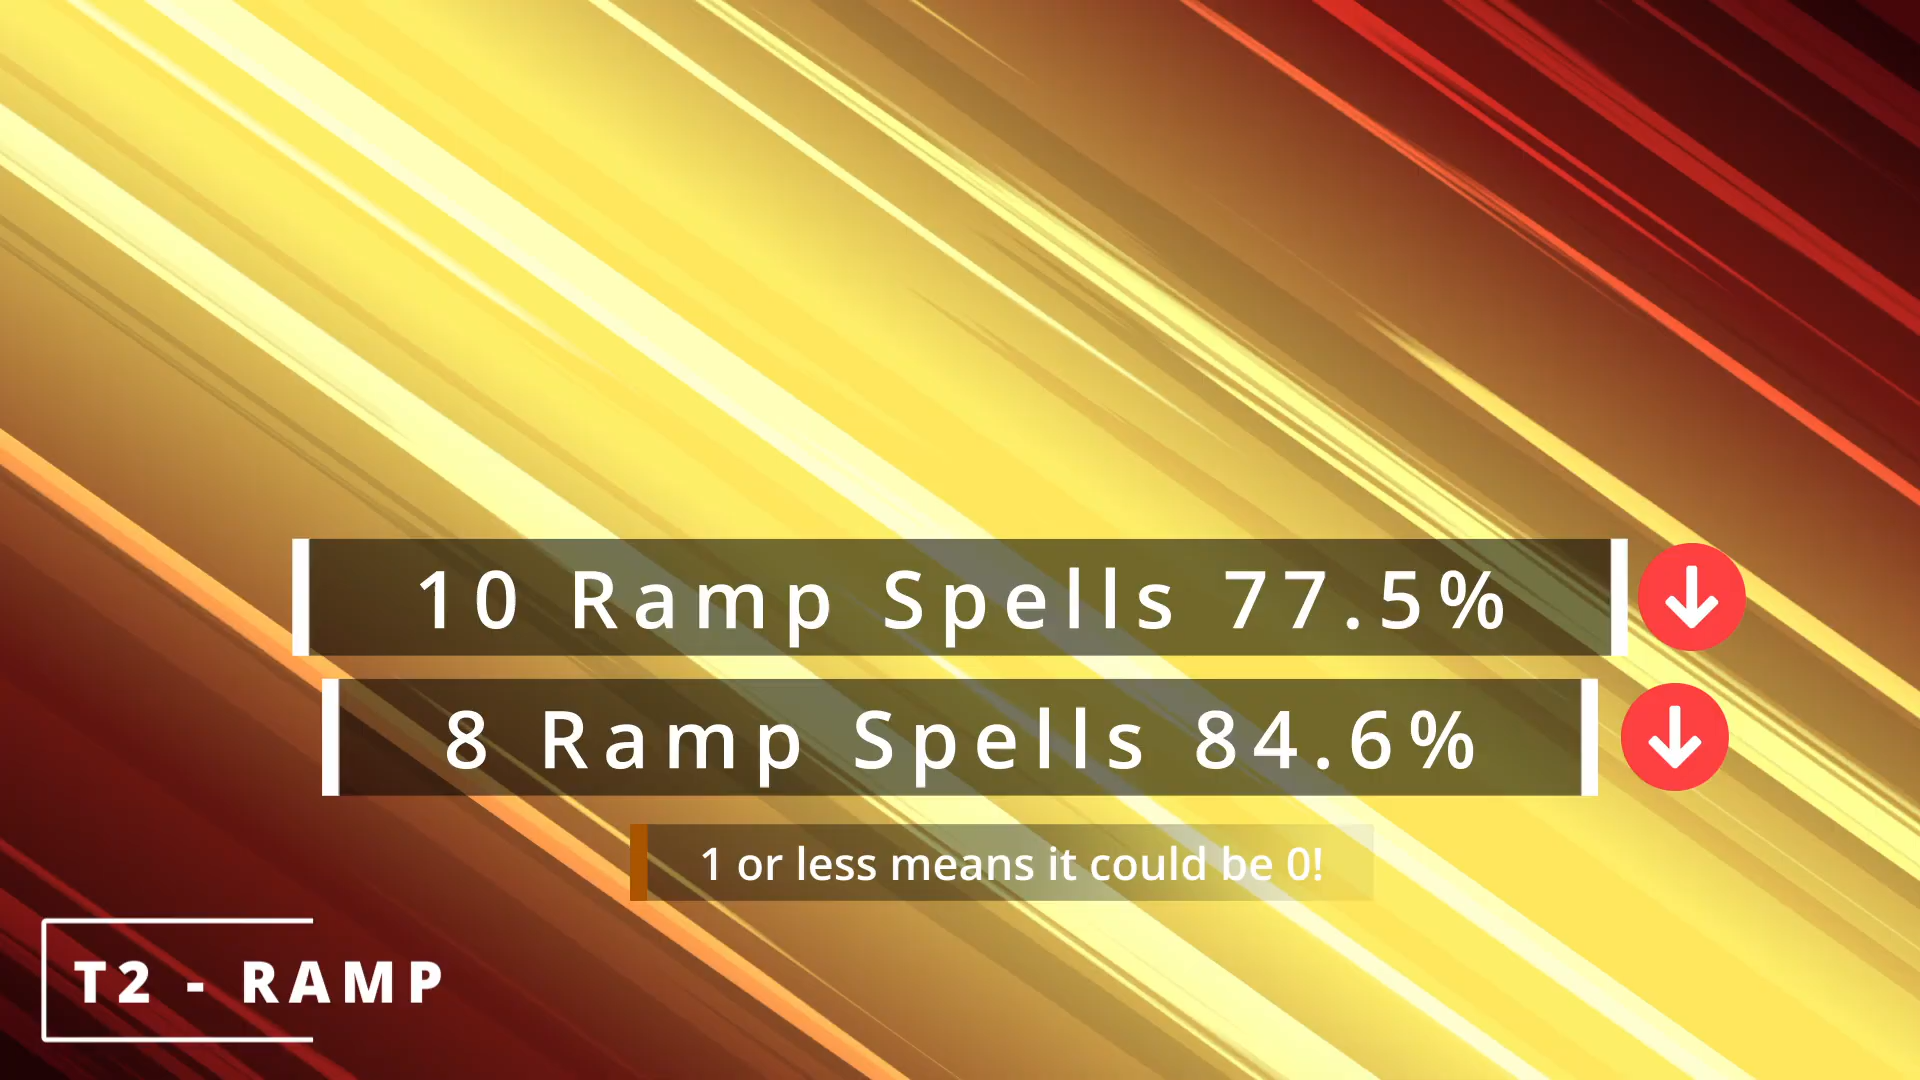 10 Ramp Spells 77.5%
8 Ramp Spells 84.6%
1 or less means it could be 0!
T2 - RAMP